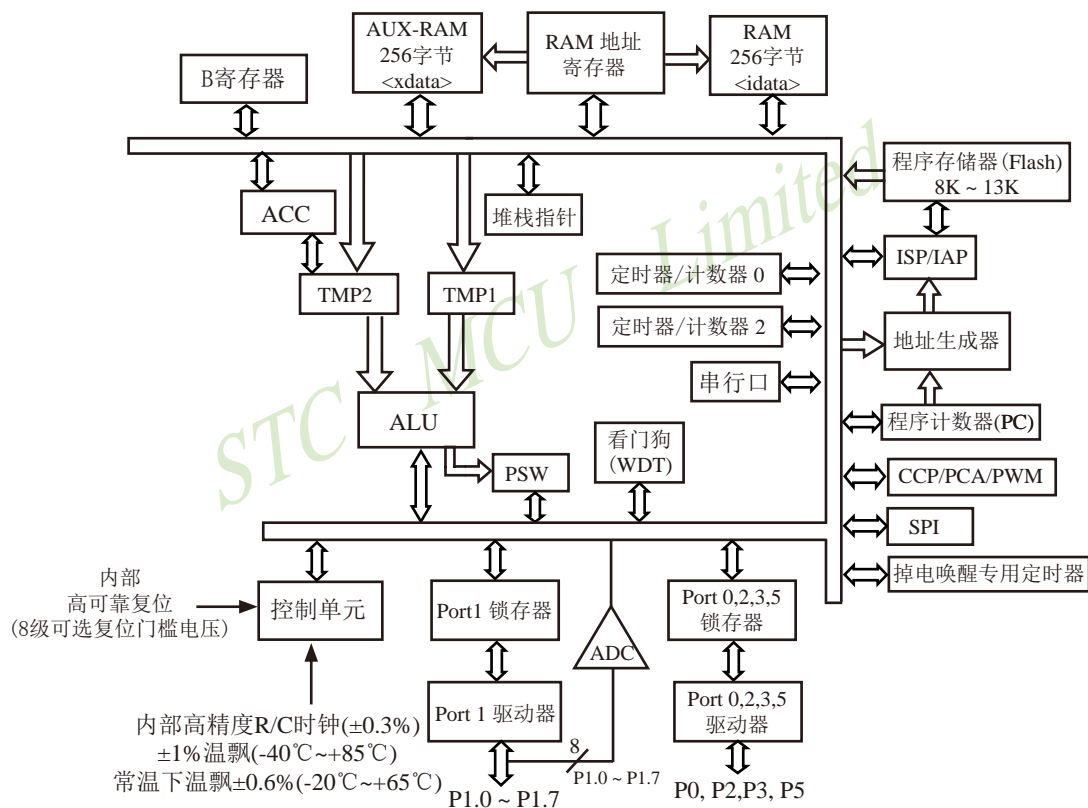 AUX-RAM
256字节
<xdata>
RAM 地址
寄存器
RAM
256字节
<idata>
B寄存器
程序存储器(Flash)
8K ~ 13K
ACC
堆栈指针
ISP/IAP
TMP2
TMP1
定时器/计数器 0
定时器/计数器 2
地址生成器
串行口
ALU
程序计数器(PC)
看门狗
(WDT)
PSW
CCP/PCA/PWM
SPI
掉电唤醒专用定时器
STC MCU Limited
内部
高可靠复位
(8级可选复位门槛电压)
控制单元
Port1 锁存器
Port 0,2,3,5
锁存器
ADC
内部高精度R/C时钟(±0.3%)
±1%温飘(-40℃~+85℃)
常温下温飘±0.6%(-20℃~+65℃)
Port 1 驱动器
Port 0,2,3,5
驱动器
8
P1.0 ~ P1.7
P1.0 ~ P1.7
P0, P2,P3, P5